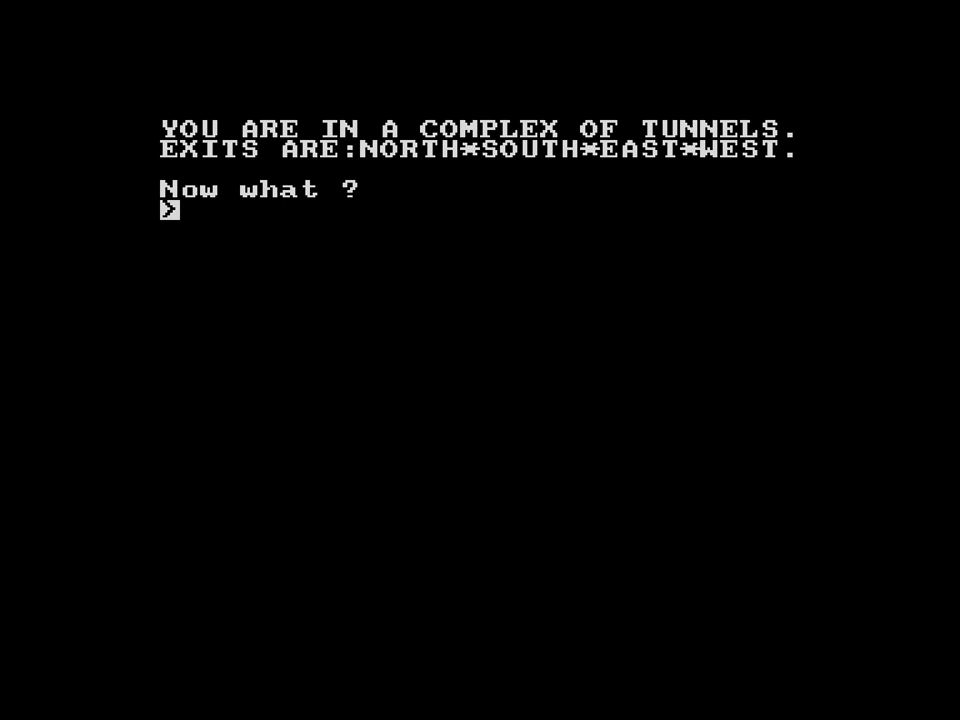 YOU ARE IN A COMPLEX OF TUNNELS.
EXITS ARE:NORTH*SOUTH*EAST*WEST.
Now what ?
>